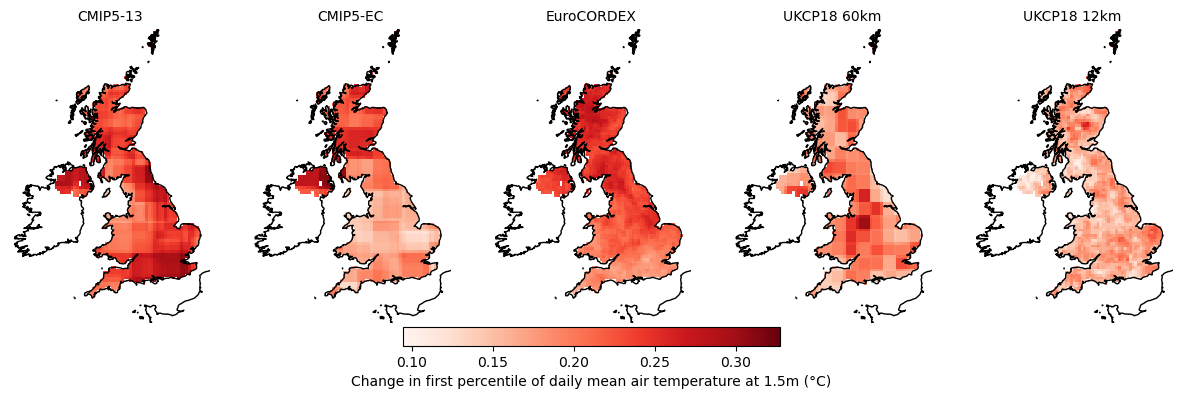 CMIP5-13 CMIP5-EC EuroCORDEX UKCP18 60km UKCP18 12km
0.10 0.15 0.20 0.25 0.30
Change in first percentile of daily mean air temperature at 1.5m (°C)